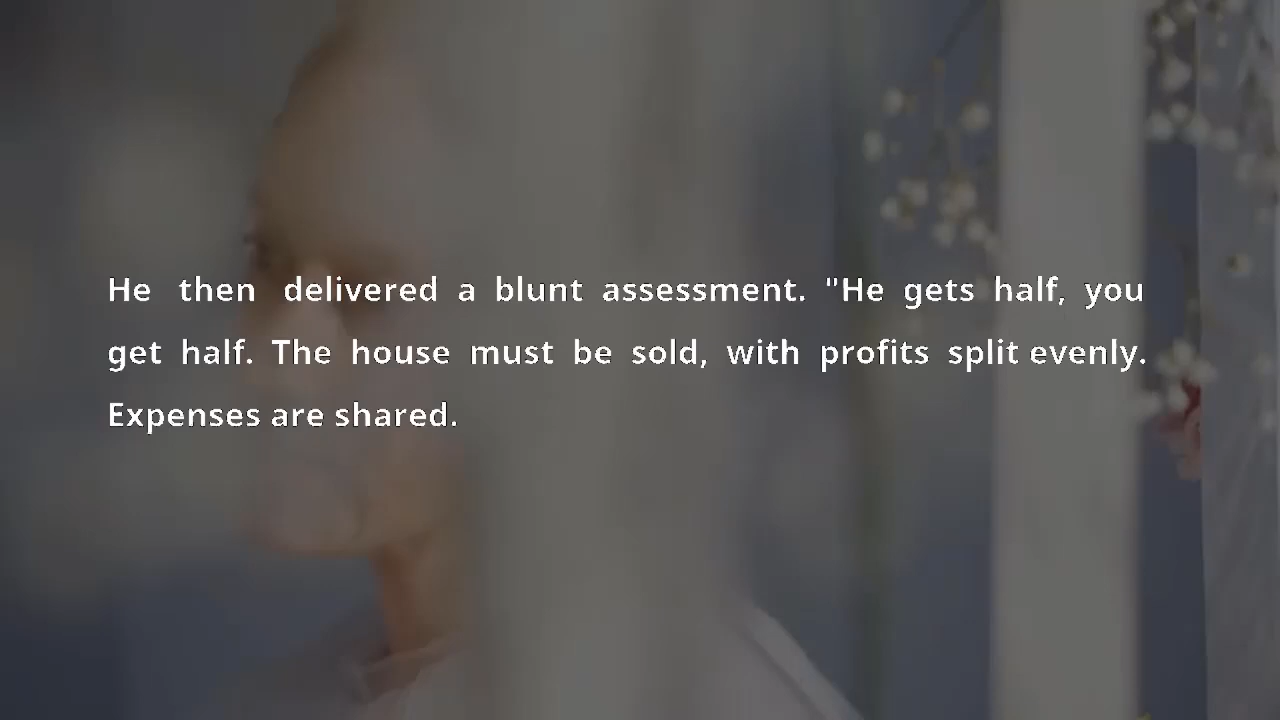 He then delivered a blunt assessment. "He gets half, you
get half. The house must be sold, with profits split evenly.
Expenses are shared.